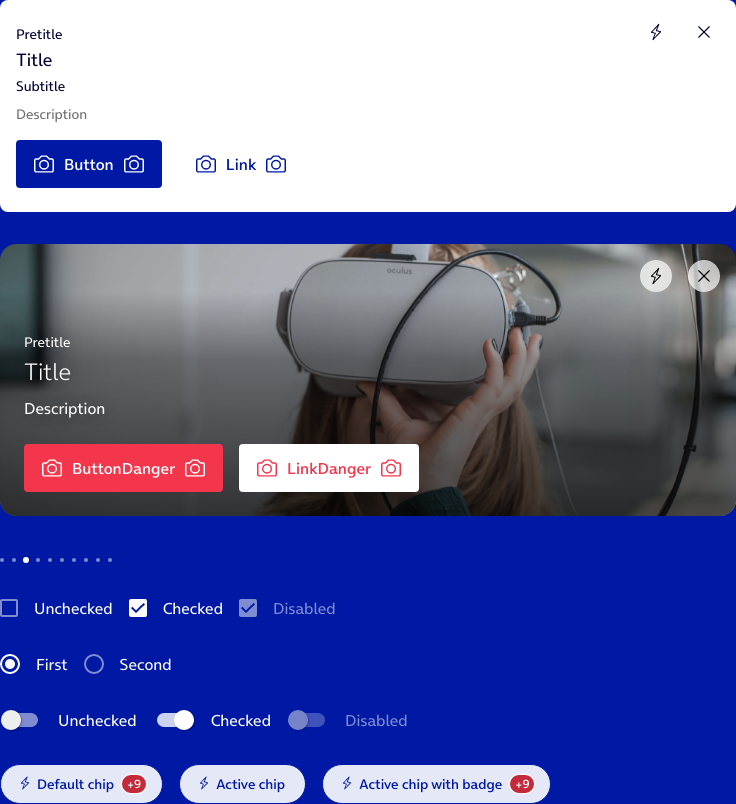 Pretitle
Title
Subtitle
Description
Button Link
oculus
Pretitle
Title
Description
ButtonDanger LinkDanger
Unchecked Checked Disabled
First Second
Unchecked Checked Disabled
Default chip +9 Active chip Active chip with badge +9